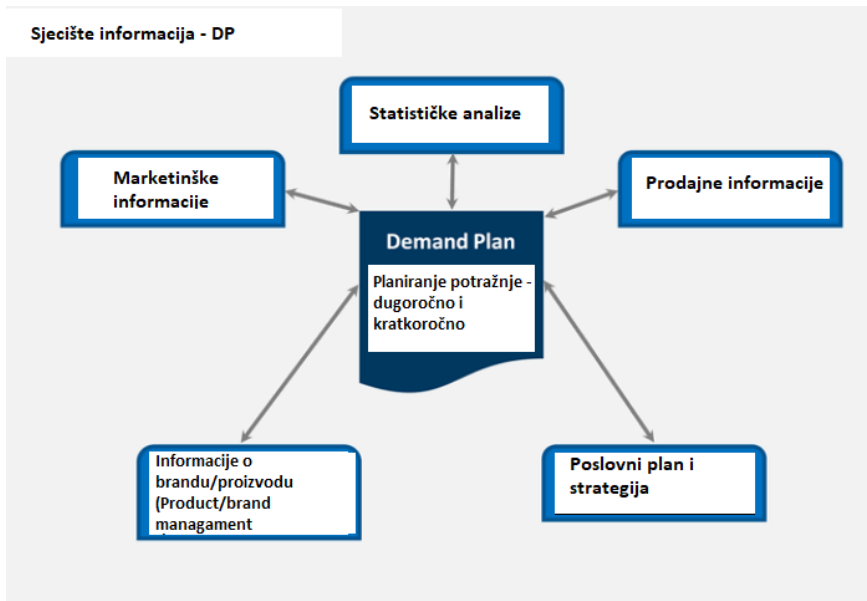 Sjecište informacija - DP
Statističke analize
Marketinške
informacije
Prodajne informacije
Demand Plan
Planiranje potražnje -
dugoročno i
kratkoročno
Informacije o
brandu/proizvodu
(Product/brand
managament
Poslovni plan i
strategija